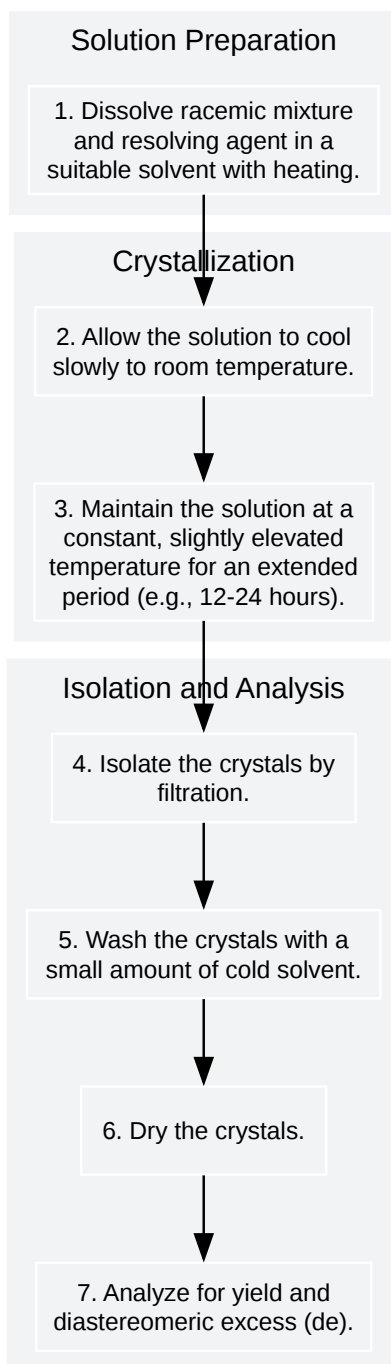 Solution Preparation
1. Dissolve racemic mixture
and resolving agent in a
suitable solvent with heating.
Crystallization
2. Allow the solution to cool
slowly to room temperature.
3. Maintain the solution at a
constant, slightly elevated
temperature for an extended
period (e.g., 12-24 hours).
Isolation and Analysis
4. Isolate the crystals by
filtration.
5. Wash the crystals with a
small amount of cold solvent.
6. Dry the crystals.
7. Analyze for yield and
diastereomeric excess (de).